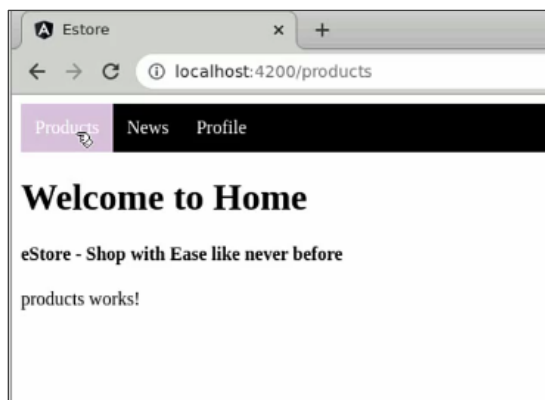 Estore
localhost:4200/products
Products News Profile
Welcome to Home
eStore - Shop with Ease like never before
products works!